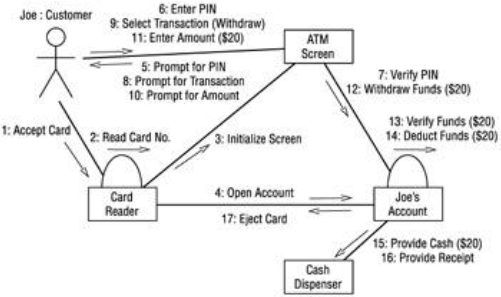 Joe : Customer
6: Enter PIN
9: Select Transaction (Withdraw)
11: Enter Amount ($20)
ATM
Screen
5: Prompt for PIN
8: Prompt for Transaction
10: Prompt for Amount
7: Verify PIN
12: Withdraw Funds ($20)
1: Accept Card
2: Read Card No.
3: Initialize Screen
13: Verify Funds ($20)
14: Deduct Funds ($20)
Card
Reader
4: Open Account
17: Eject Card
Joe's
Account
15: Provide Cash ($20)
16: Provide Receipt
Cash
Dispenser